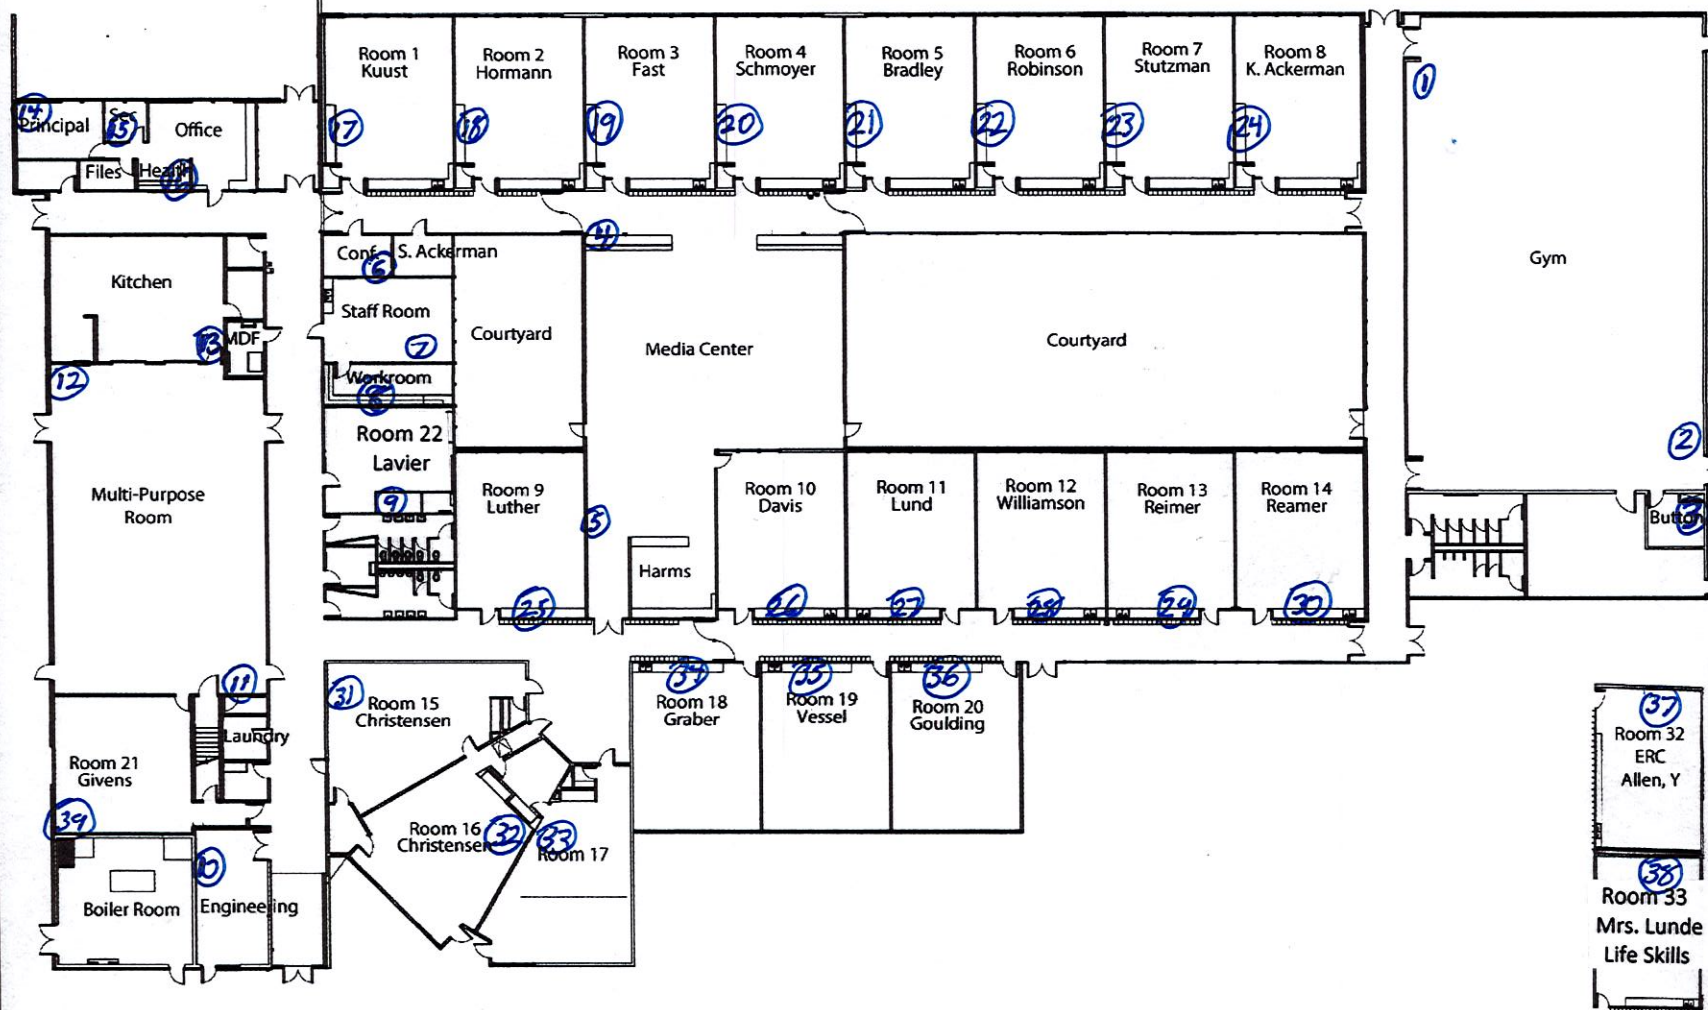 Room 1
Kuust
17
Room 2
Hormann
18
Room 3
Fast
19
Room 4
Schmoyer
20
Room 5
Bradley
21
Room 6
Robinson
22
Room 7
Stutzman
23
Room 8
K. Ackerman
24
1
14
Principal
Sec
15
Office
Files
Health
16
4
Conf.
6
S. Ackerman
Kitchen
Staff Room
7
13
MDF
Courtyard
Media Center
Courtyard
Gym
12
Workroom
8
2
Room 22
Lavier
9
Multi-Purpose
Room
Room 9
Luther
25
5
Harms
Room 10
Davis
26
Room 11
Lund
27
Room 12
Williamson
28
Room 13
Reimer
29
Room 14
Reamer
30
Button
3
11
Laundry
Room 21
Givens
39
31
Room 15
Christensen
34
Room 18
Graber
35
Room 19
Vessel
36
Room 20
Goulding
37
Room 32
ERC
Allen, Y
Room 16
Christensen
32
33
Room 17
10
Boiler Room
Engineering
38
Room 33
Mrs. Lunde
Life Skills